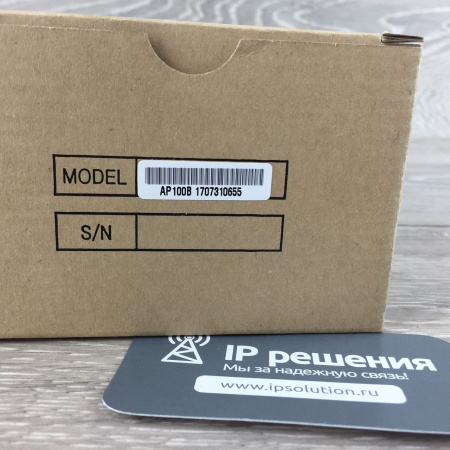 MODEL
AP100B 1707310655
S/N
IP решения
Мы за надежную связь!
www.ipsolution.ru